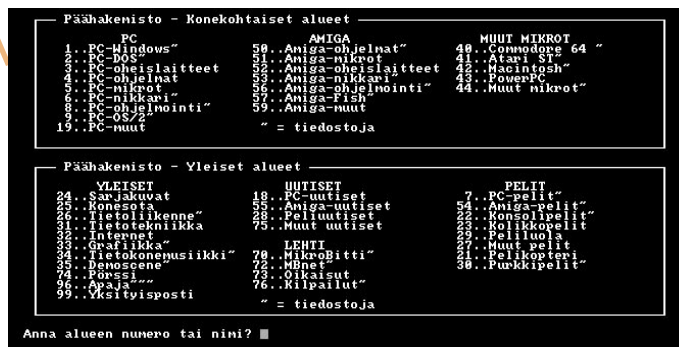 Päähakemisto - Konekohtaiset alueet
PC AMIGA MUUT MIKROT
1..PC-Windows" 50..Amiga-ohjelmat" 40..Commodore 64 "
2..PC-DOS" 51..Amiga-mikrot 41..Atari ST"
3..PC-oheislaitteet 52..Amiga-oheislaitteet 42..Macintosh"
4..PC-ohjelmat 53..Amiga-nikkari" 43..PowerPC
5..PC-mikrot 56..Amiga-ohjelmointi" 44..Muut mikrot"
6..PC-nikkari" 57..Amiga-Fish"
8..PC-ohjelmointi" 59..Amiga-muut
9..PC-OS/2"
19..PC-muut " = tiedostoja
Päähakemisto - Yleiset alueet
YLEISET UUTISET PELIT
24..Sarjakuvat 18..PC-uutiset 7..PC-pelit"
25..Konesota 55..Amiga-uutiset 54..Amiga-pelit"
26..Tietoliikenne" 28..Peliuutiset 22..Konsolipelit"
31..Tietotekniikka 75..Muut uutiset 23..Kolikkopelit
32..Internet 29..Peliluola
33..Grafiikka" LEHTI 27..Muut pelit
34..Tietokonemusiikki" 70..MikroBitti" 21..Pelikopteri
35..Demoscene" 72..MBnet" 30..Purkkipelit"
74..Pörssi 73..Oikaisut
96..Apaja""" 76..Kilpailut"
99..Yksityisposti
" = tiedostoja
Anna alueen numero tai nimi?